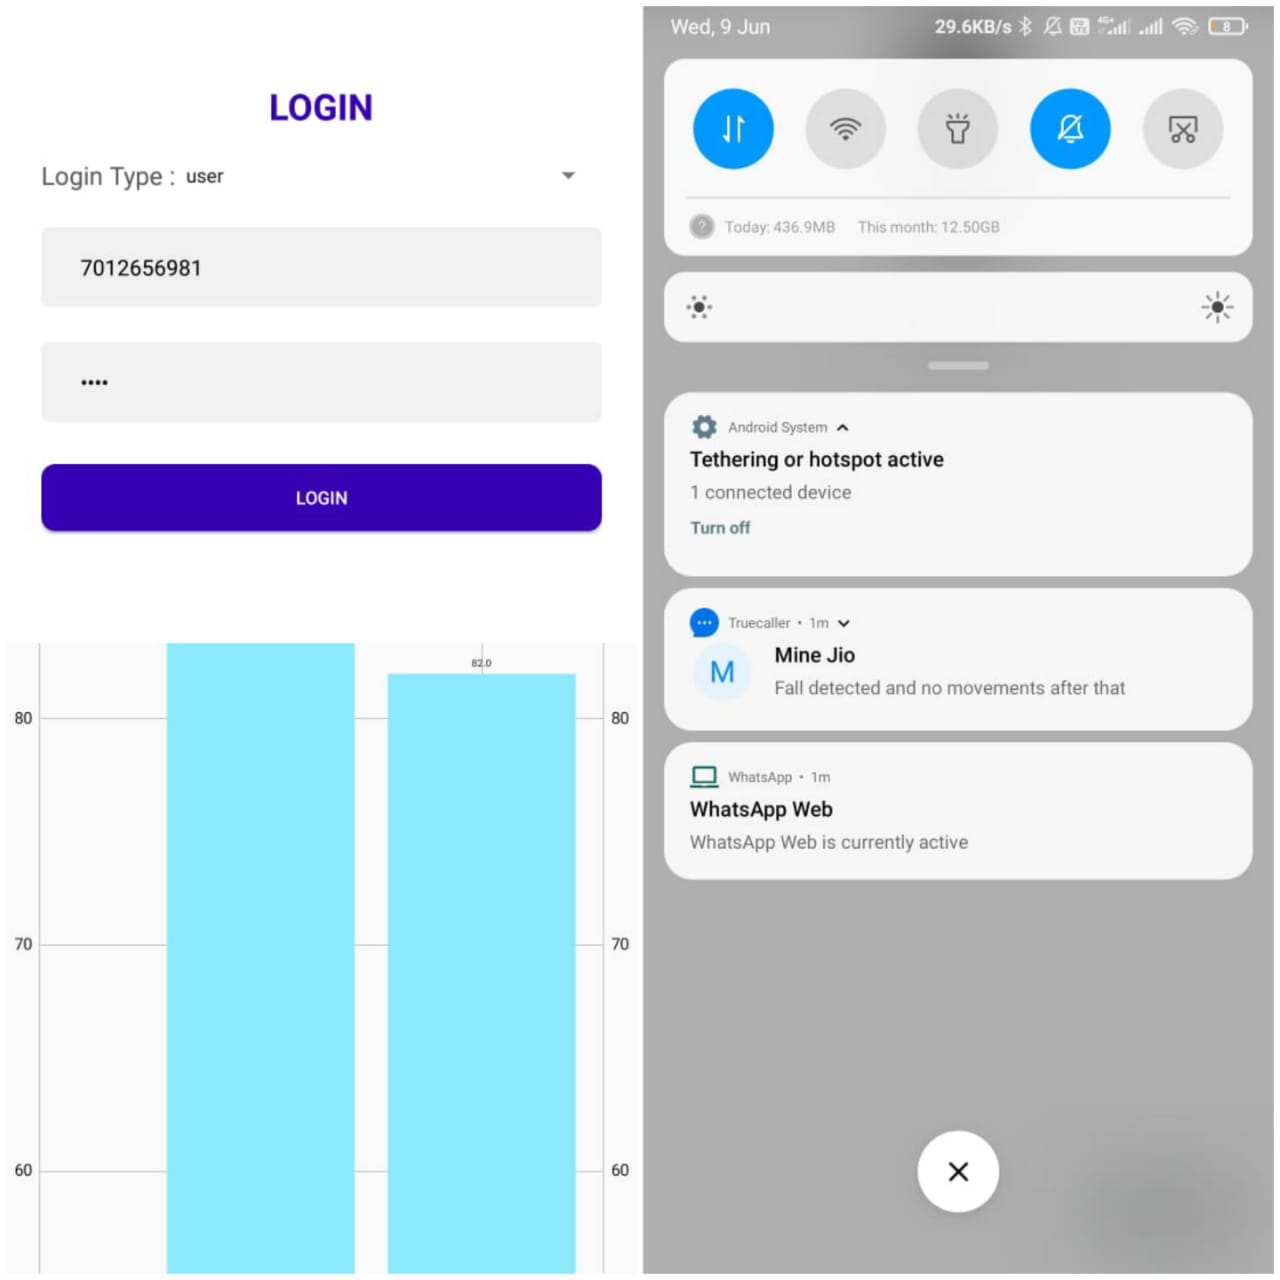 LOGIN
Login Type : user
7012656981
••••
LOGIN
82.0
80 80
70 70
60 60
Wed, 9 Jun 29.6KB/s 4G+ 8
Today: 436.9MB This month: 12.50GB
Android System
Tethering or hotspot active
1 connected device
Turn off
Truecaller • 1m
M
Mine Jio
Fall detected and no movements after that
WhatsApp • 1m
WhatsApp Web
WhatsApp Web is currently active